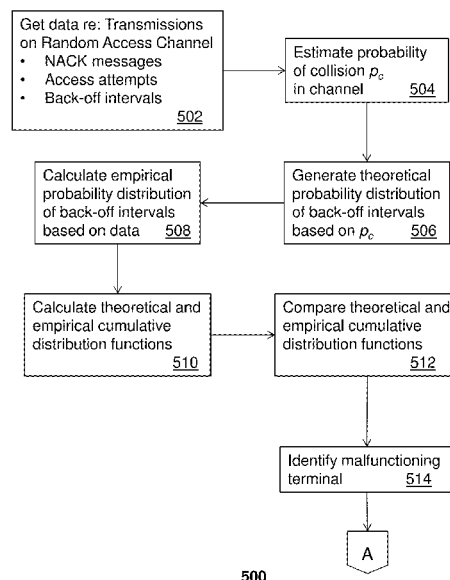 Get data re: Transmissions
on Random Access Channel
• NACK messages
• Access attempts
• Back-off intervals
502
Estimate probability
of collision pc
in channel 504
Generate theoretical
probability distribution
of back-off intervals
based on pc 506
Calculate empirical
probability distribution
of back-off intervals
based on data 508
Calculate theoretical and
empirical cumulative
distribution functions
510
Compare theoretical and
empirical cumulative
distribution functions
512
Identify malfunctioning
terminal 514
A
500